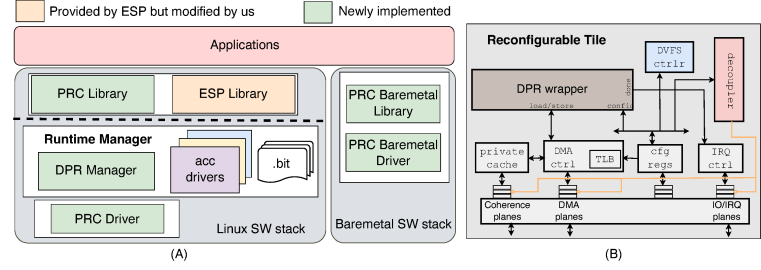 Provided by ESP but modified by us
Newly implemented
Applications
PRC Library
ESP Library
PRC Baremetal
Library
Runtime Manager
DPR Manager
acc
drivers
.bit
PRC Baremetal
Driver
PRC Driver
Linux SW stack
Baremetal SW stack
(A)
Reconfigurable Tile
DVFS
ctrlr
decoupler
DPR wrapper
done
load/store
config
private
cache
DMA
ctrl
TLB
cfg
regs
IRQ
ctrl
Coherence
planes
DMA
planes
IO/IRQ
planes
(B)